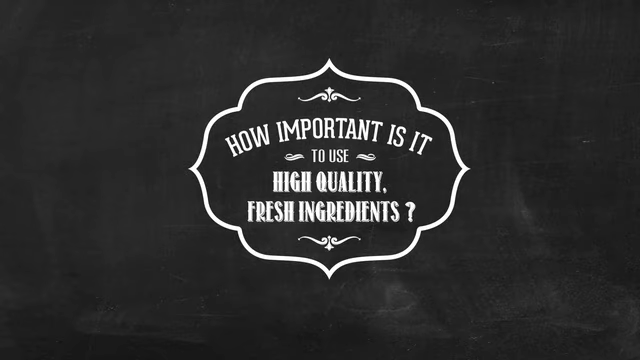 HOW IMPORTANT IS IT
TO USE
HIGH QUALITY,
FRESH INGREDIENTS ?